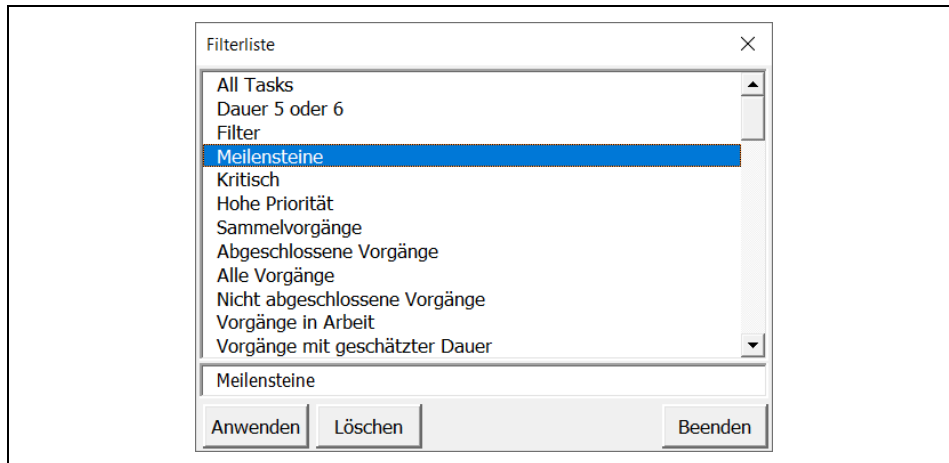 Filterliste
All Tasks
Dauer 5 oder 6
Filter
Meilensteine
Kritisch
Hohe Priorität
Sammelvorgänge
Abgeschlossene Vorgänge
Alle Vorgänge
Nicht abgeschlossene Vorgänge
Vorgänge in Arbeit
Vorgänge mit geschätzter Dauer
Meilensteine
Anwenden Löschen Beenden